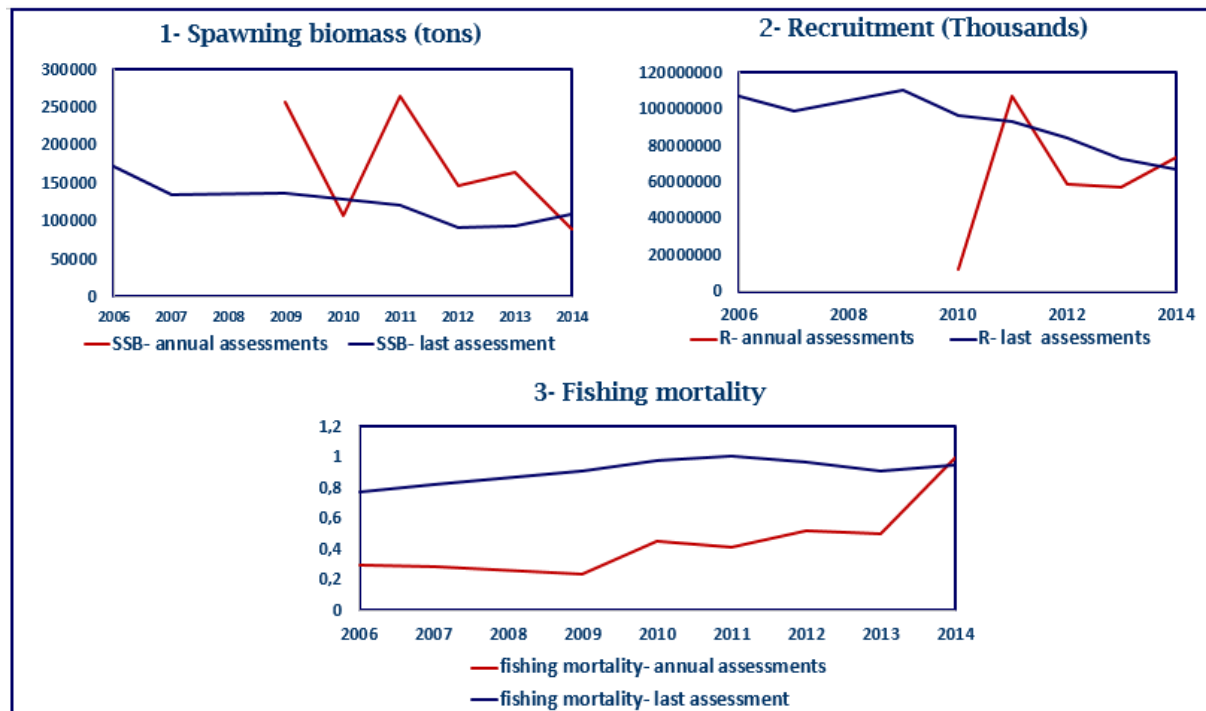 1- Spawning biomass (tons)
300000
250000
200000
150000
100000
50000
0
2006 2007 2008 2009 2010 2011 2012 2013 2014
SSB- annual assessments SSB- last assessment
2- Recruitment (Thousands)
120000000
100000000
80000000
60000000
40000000
20000000
0
2006 2008 2010 2012 2014
R- annual assessments R- last assessments
3- Fishing mortality
1,2
1
0,8
0,6
0,4
0,2
0
2006 2007 2008 2009 2010 2011 2012 2013 2014
fishing mortality- annual assessments
fishing mortality- last assessment